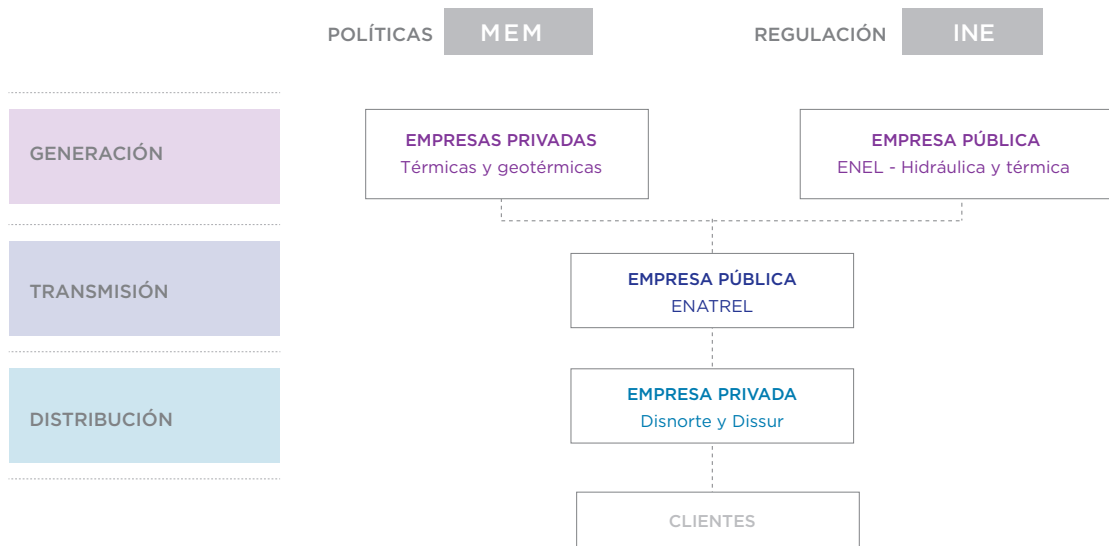 POLÍTICAS MEM REGULACIÓN INE
GENERACIÓN
EMPRESAS PRIVADAS
Térmicas y geotérmicas
EMPRESA PÚBLICA
ENEL - Hidráulica y térmica
TRANSMISIÓN
EMPRESA PÚBLICA
ENATREL
DISTRIBUCIÓN
EMPRESA PRIVADA
Disnorte y Dissur
CLIENTES